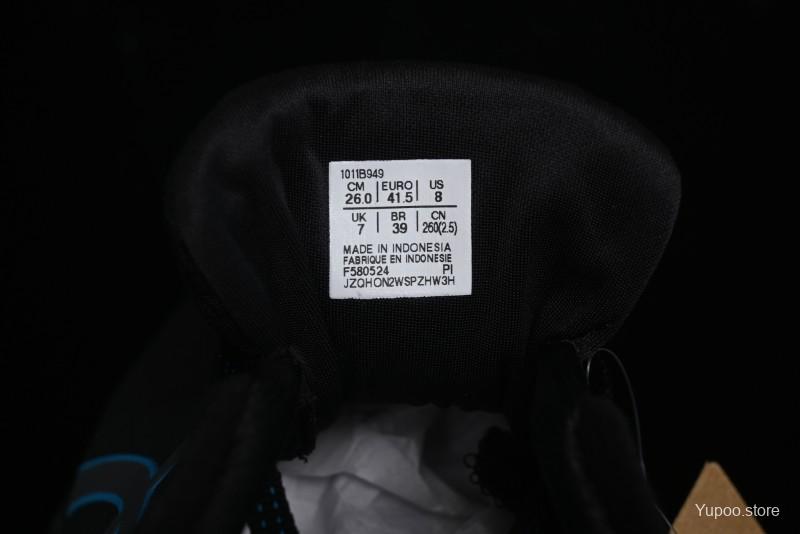 1011B949
CM | EURO | US
26.0 | 41.5 | 8
UK | BR | CN
7 | 39 | 260(2.5)
MADE IN INDONESIA
FABRIQUE EN INDONESIE
F580524 PI
JZQHON2WSPZHW3H
Yupoo.store